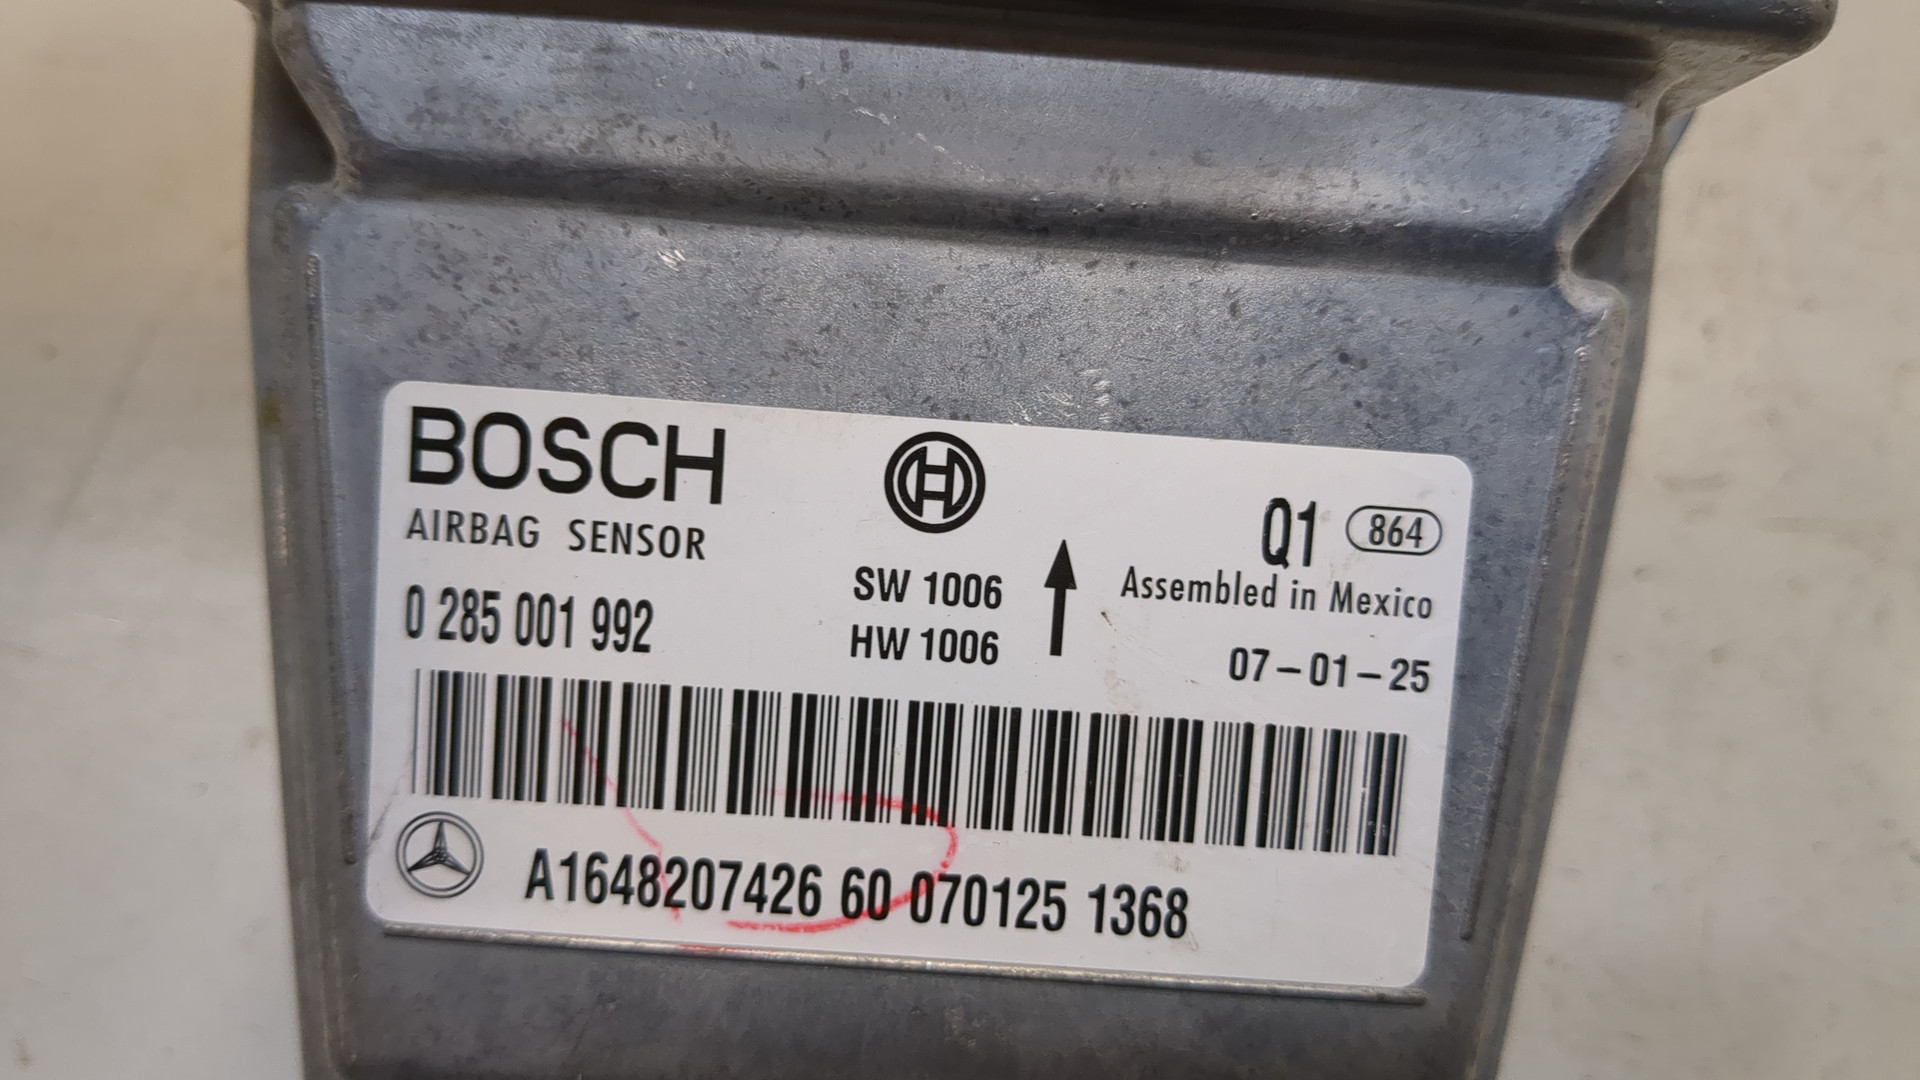 BOSCH
AIRBAG SENSOR
0 285 001 992
SW 1006
HW 1006
Q1 864
Assembled in Mexico
07-01-25
A1648207426 60 070125 1368